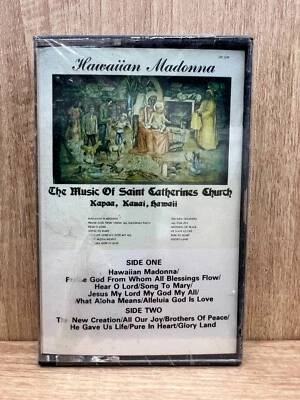 Hawaiian Madonna
The Music Of Saint Catherines Church
Kapaa, Kauai, Hawaii
SIDE ONE
Hawaiian Madonna/
Praise God From Whom All Blessings Flow/
Hear O Lord/Song To Mary/
Jesus My Lord My God My All/
What Aloha Means/Alleluia God Is Love
SIDE TWO
The New Creation/All Our Joy/Brothers Of Peace/
He Gave Us Life/Pure In Heart/Glory Land